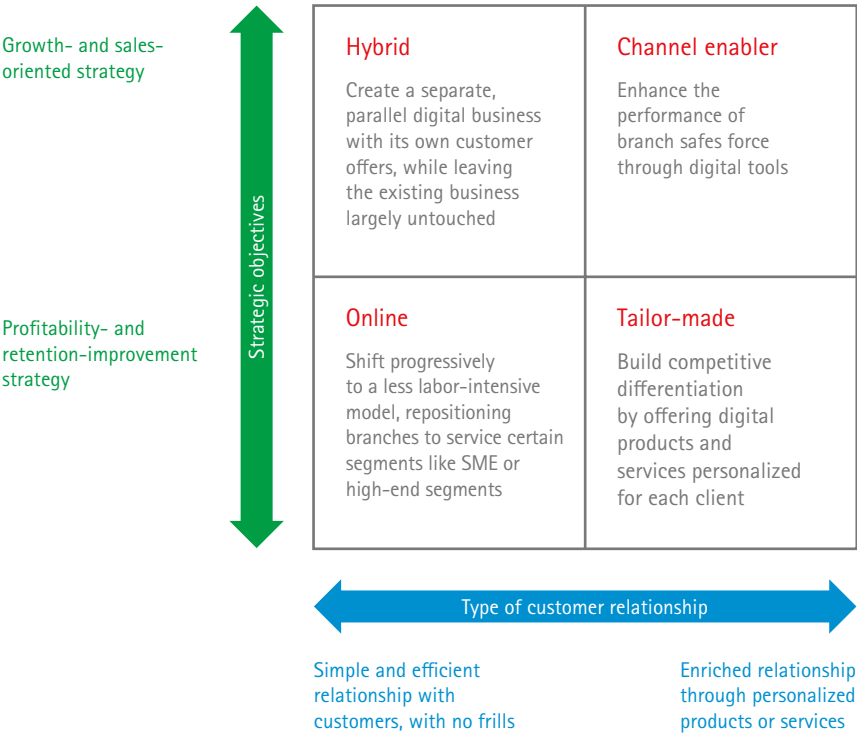 Growth- and sales-
oriented strategy
Strategic objectives
Profitability- and
retention-improvement
strategy
Hybrid
Create a separate,
parallel digital business
with its own customer
offers, while leaving
the existing business
largely untouched
Channel enabler
Enhance the
performance of
branch safes force
through digital tools
Online
Shift progressively
to a less labor-intensive
model, repositioning
branches to service certain
segments like SME or
high-end segments
Tailor-made
Build competitive
differentiation
by offering digital
products and
services personalized
for each client
Type of customer relationship
Simple and efficient
relationship with
customers, with no frills
Enriched relationship
through personalized
products or services